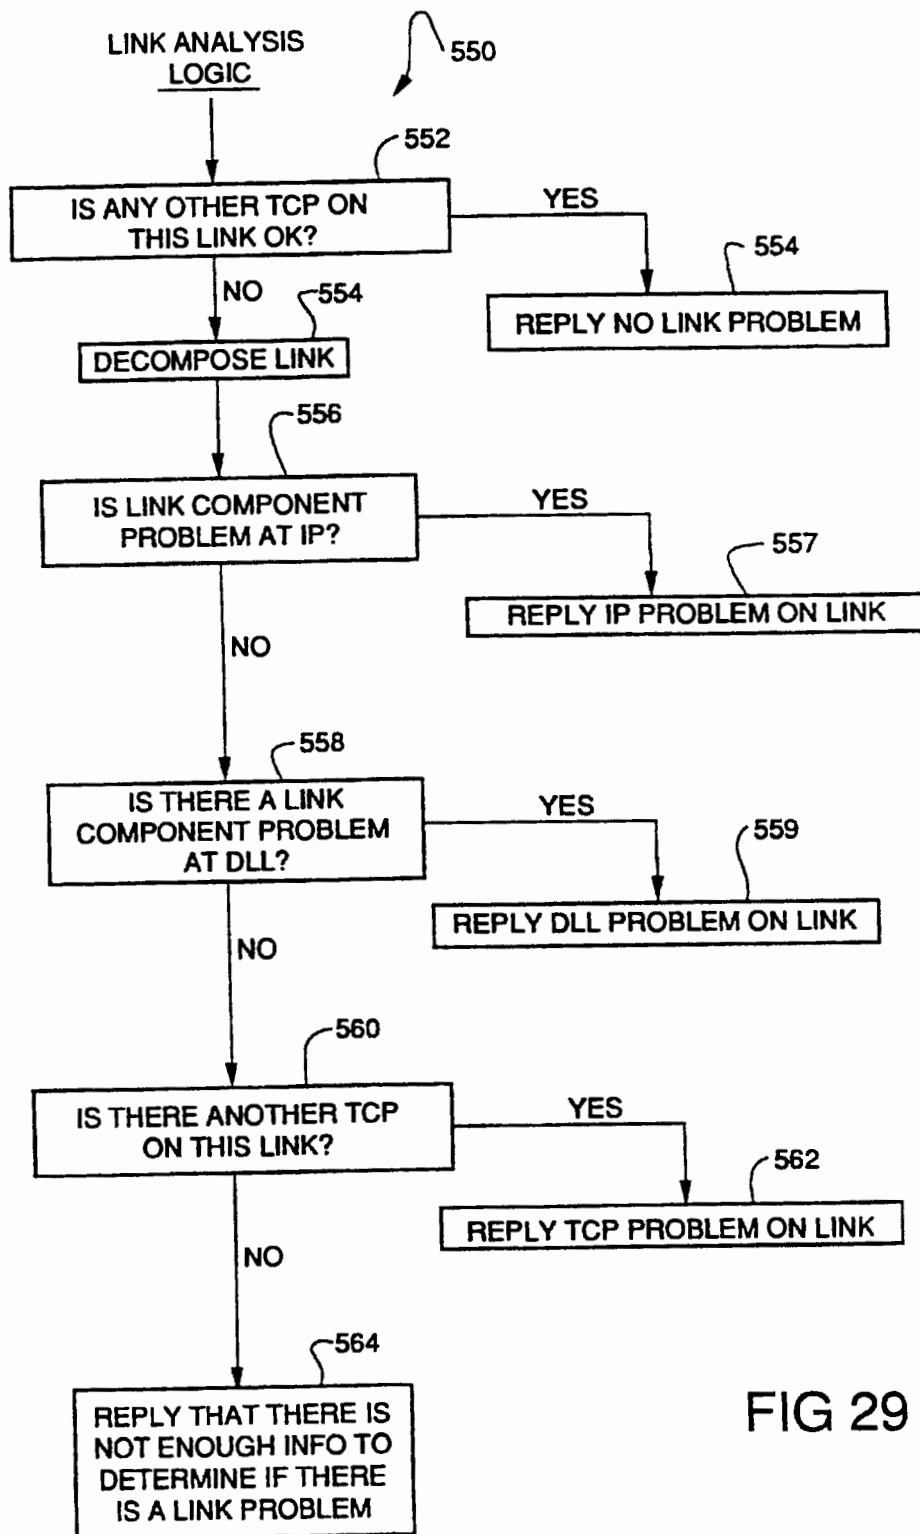 LINK ANALYSIS
LOGIC
550
552
IS ANY OTHER TCP ON
THIS LINK OK?
YES
554
REPLY NO LINK PROBLEM
NO
554
DECOMPOSE LINK
556
IS LINK COMPONENT
PROBLEM AT IP?
YES
557
REPLY IP PROBLEM ON LINK
NO
558
IS THERE A LINK
COMPONENT PROBLEM
AT DLL?
YES
559
REPLY DLL PROBLEM ON LINK
NO
560
IS THERE ANOTHER TCP
ON THIS LINK?
YES
562
REPLY TCP PROBLEM ON LINK
NO
564
REPLY THAT THERE IS
NOT ENOUGH INFO TO
DETERMINE IF THERE
IS A LINK PROBLEM
FIG 29